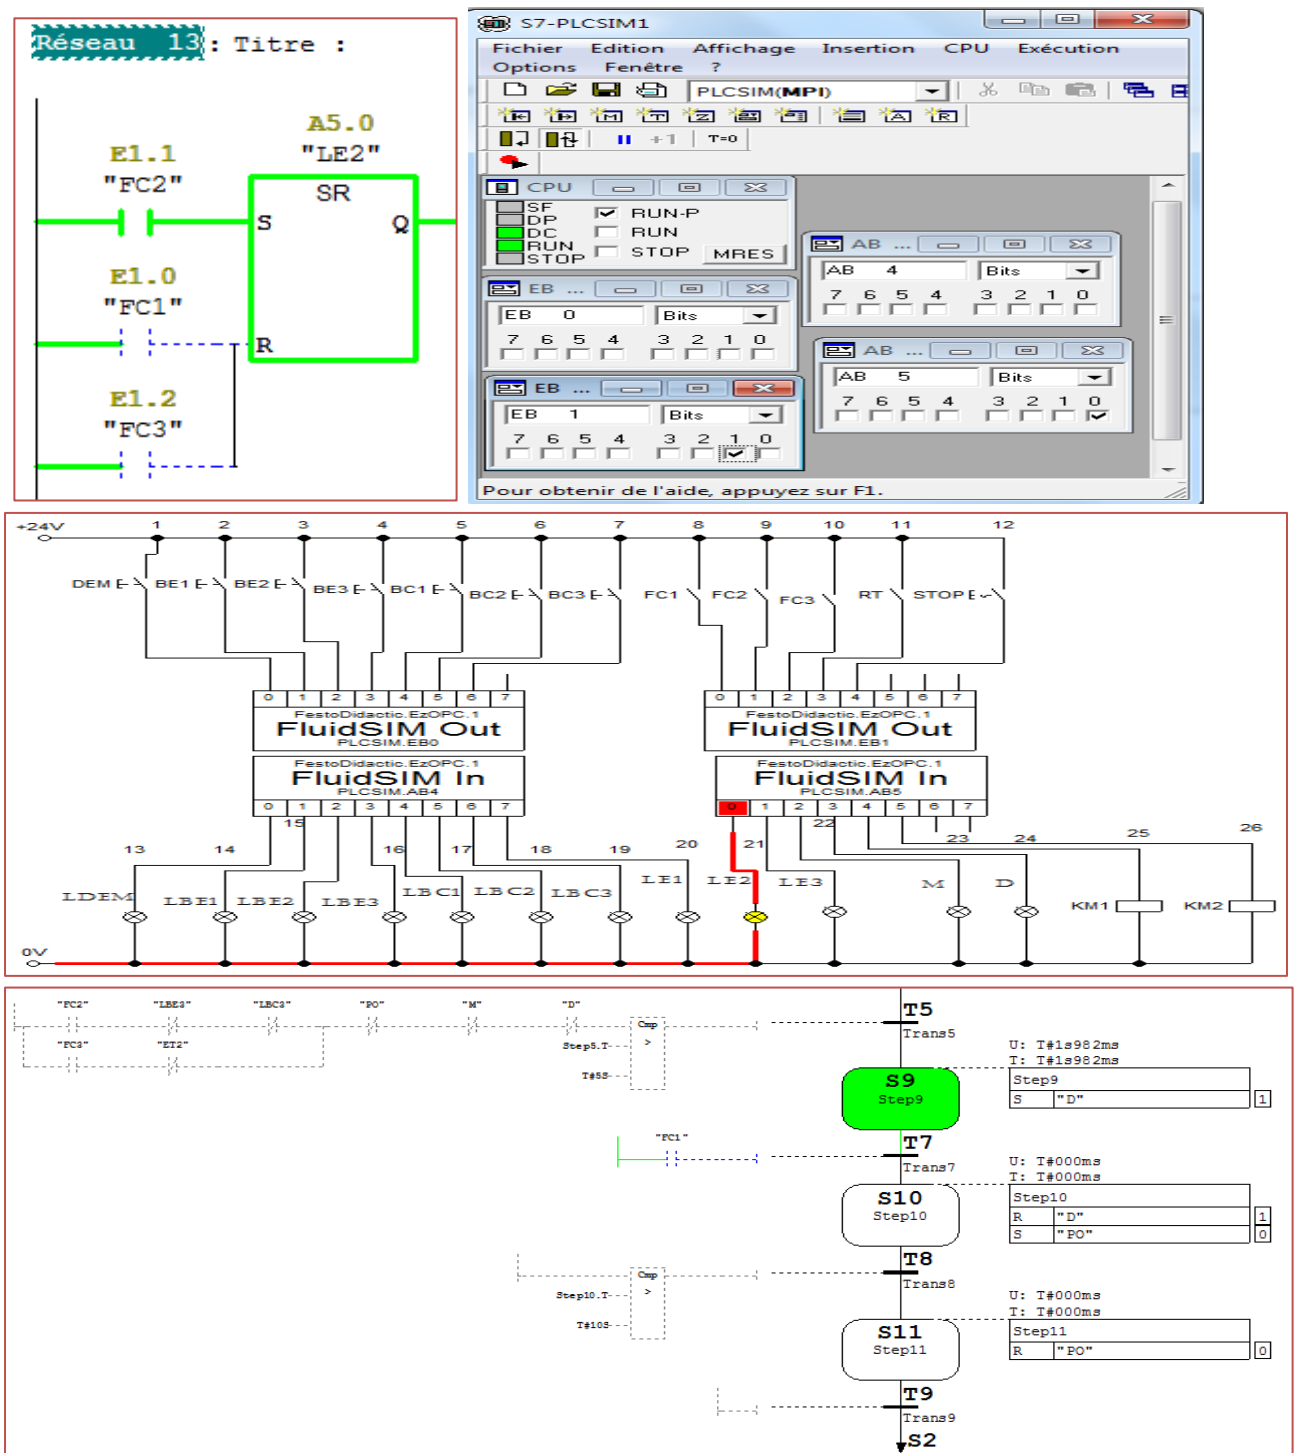 Réseau 13 : Titre :
A5.0
"LE2"
E1.1
"FC2"
SR
S
Q
E1.0
"FC1"
R
E1.2
"FC3"
S7-PLCSIM1
Fichier Edition Affichage Insertion CPU Exécution
Options Fenêtre ?
PLCSIM(MPI)
+1 T=0
CPU
SF
DP
DC
RUN
STOP
RUN-P
RUN
STOP
MRES
EB ...
EB 0 Bits
7 6 5 4 3 2 1 0
EB ...
EB 1 Bits
7 6 5 4 3 2 1 0
AB ...
AB 4 Bits
7 6 5 4 3 2 1 0
AB ...
AB 5 Bits
7 6 5 4 3 2 1 0
Pour obtenir de l'aide, appuyez sur F1.
+24V 1 2 3 4 5 6 7 8 9 10 11 12
DEM BE1 BE2 BE3 BC1 BC2 BC3 FC1 FC2 FC3 RT STOP
0 1 2 3 4 5 6 7
FestoDidactic.EzOPC.1
FluidSIM Out
PLCSIM.EB0
0 1 2 3 4 5 6 7
FestoDidactic.EzOPC.1
FluidSIM Out
PLCSIM.EB1
FestoDidactic.EzOPC.1
FluidSIM In
PLCSIM.AB4
0 1 2 3 4 5 6 7
FestoDidactic.EzOPC.1
FluidSIM In
PLCSIM.AB5
0 1 2 3 4 5 6 7
13 14 15 16 17 18 19 20 21 22 23 24 25 26
LDEM LBE1 LBE2 LBE3 LBC1 LBC2 LBC3 LE1 LE2 LE3 M D KM1 KM2
0V
"FC2" "LBE3" "LBC3" "PO" "M" "D"
"FC3" "ET2"
Cmp
>
Step5.T
T#5S
T5
Trans5
U: T#1s982ms
T: T#1s982ms
S9
Step9
Step9
S "D" 1
"FC1"
T7
Trans7
U: T#000ms
T: T#000ms
S10
Step10
Step10
R "D" 1
S "PO" 0
Cmp
>
Step10.T
T#10S
T8
Trans8
U: T#000ms
T: T#000ms
S11
Step11
Step11
R "PO" 0
T9
Trans9
S2